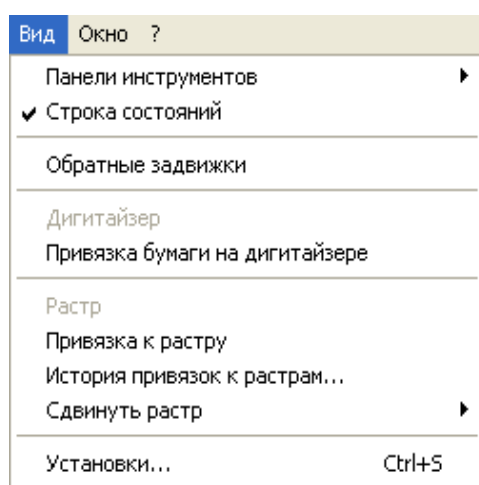 Вид Окно ?
Панели инструментов
Строка состояний
Обратные задвижки
Дигитайзер
Привязка бумаги на дигитайзере
Растр
Привязка к растру
История привязок к растрам...
Сдвинуть растр
Установки... Ctrl+S